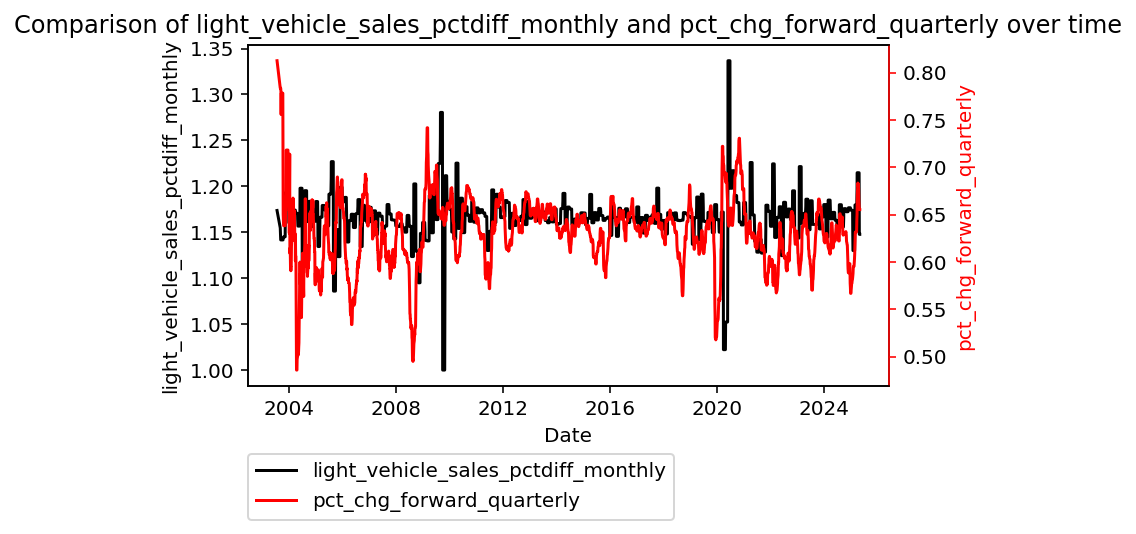 Comparison of light_vehicle_sales_pctdiff_monthly and pct_chg_forward_quarterly over time
light_vehicle_sales_pctdiff_monthly
1.35
1.30
1.25
1.20
1.15
1.10
1.05
1.00
0.80
0.75
0.70
0.65
0.60
0.55
0.50
pct_chg_forward_quarterly
2004 2008 2012 2016 2020 2024
Date
light_vehicle_sales_pctdiff_monthly
pct_chg_forward_quarterly